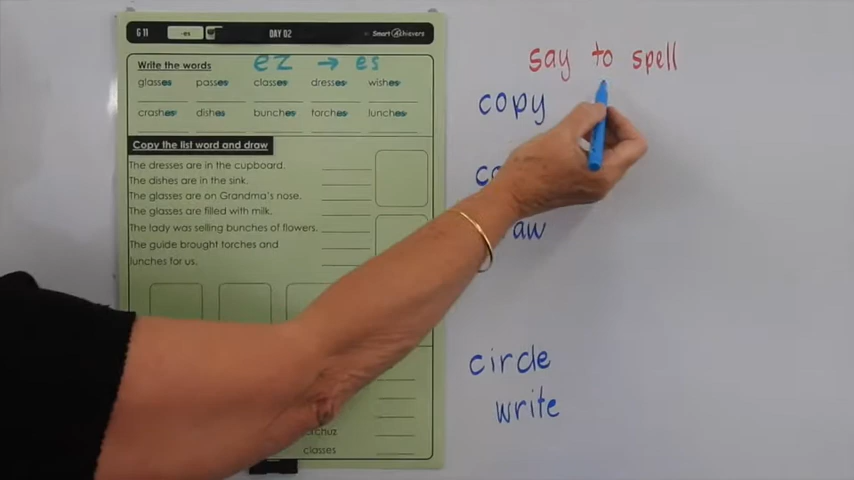 G 11
-es
DAY 02
Smart Achievers
Write the words
ez → es
glasses passes classes dresses wishes
crashes dishes bunches torches lunches
Copy the list word and draw
The dresses are in the cupboard.
The dishes are in the sink.
The glasses are on Grandma's nose.
The glasses are filled with milk.
The lady was selling bunches of flowers.
The guide brought torches and
lunches for us.
classes
say to spell
copy
circle
write